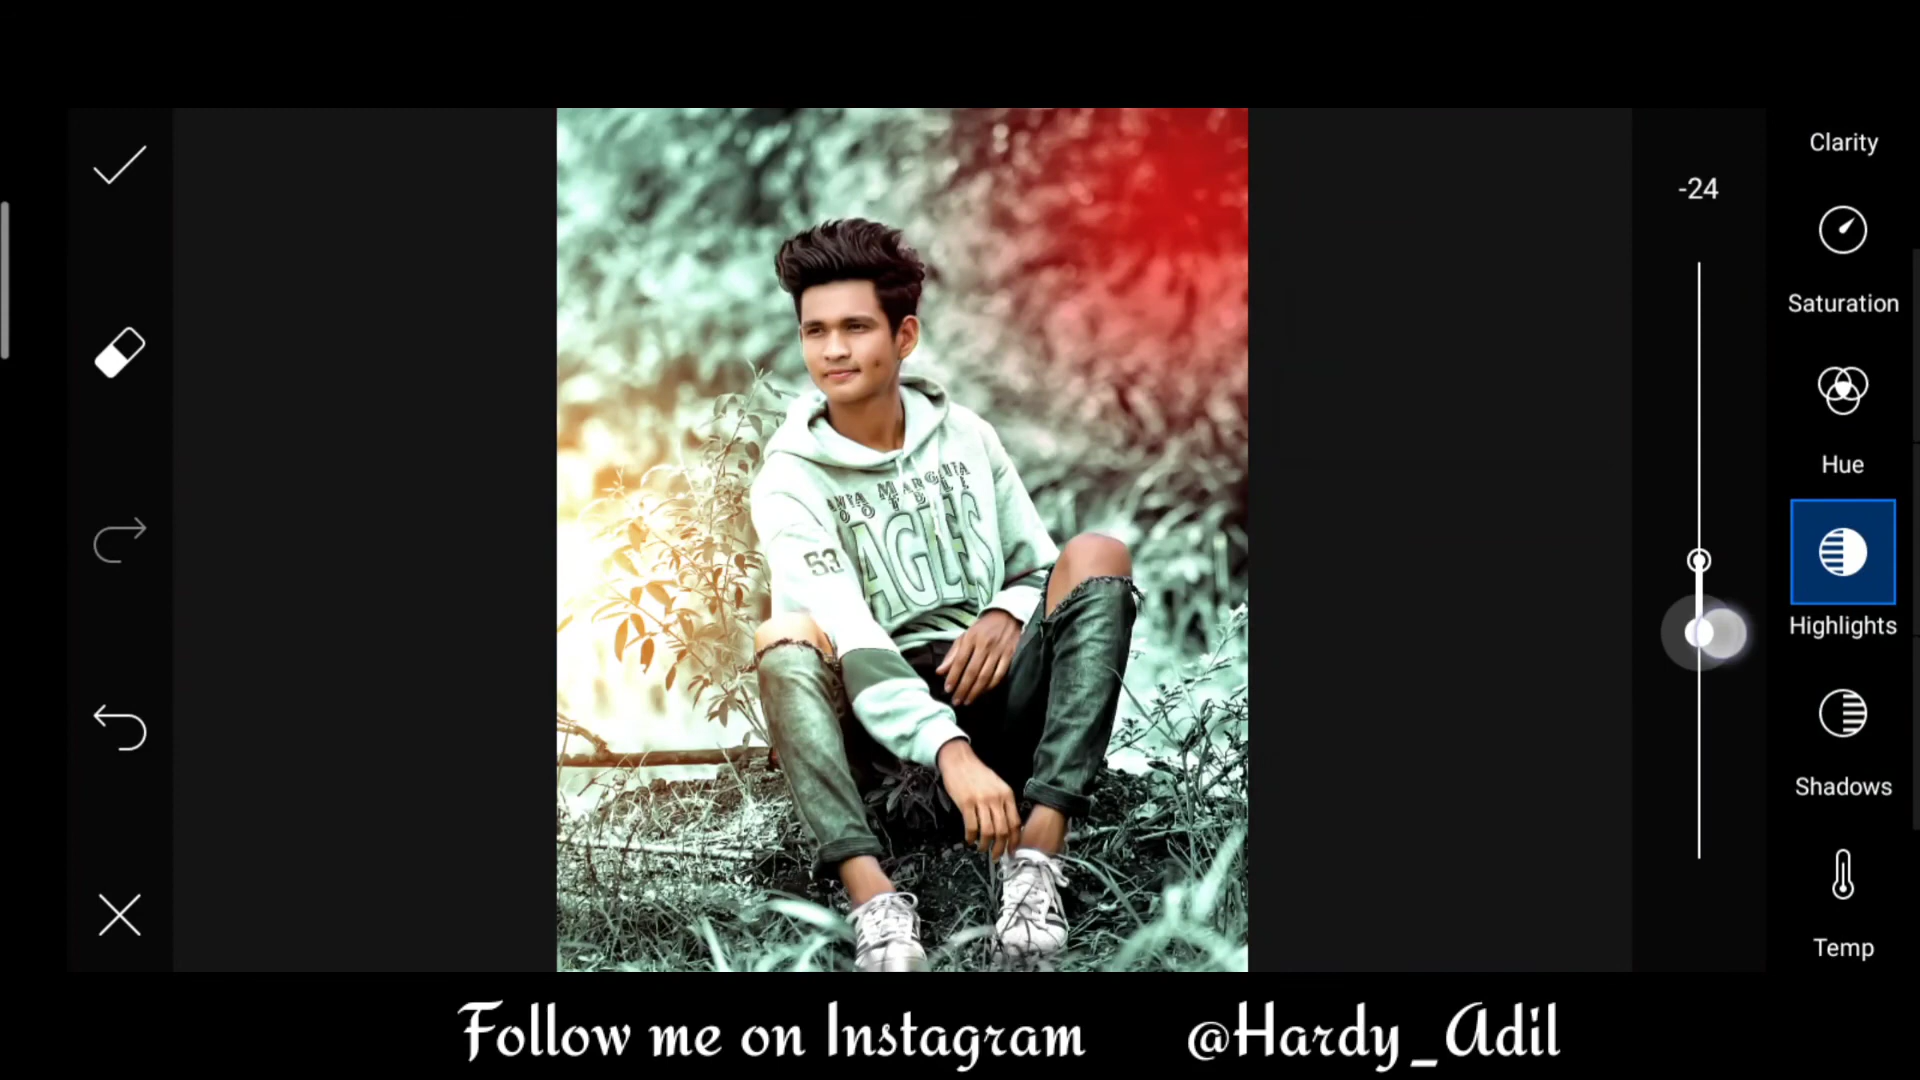 Clarity
-24
Saturation
Hue
Highlights
Shadows
Temp
53
Follow me on Instagram @Hardy_Adil